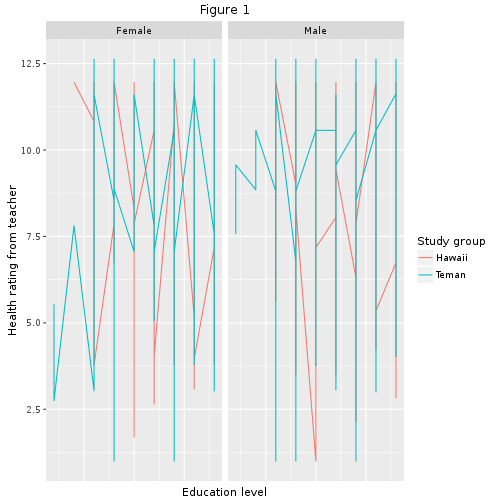 Figure 1
Female
Male
12.5
10.0
7.5
5.0
2.5
Health rating from teacher
Education level
Study group
Hawaii
Teman